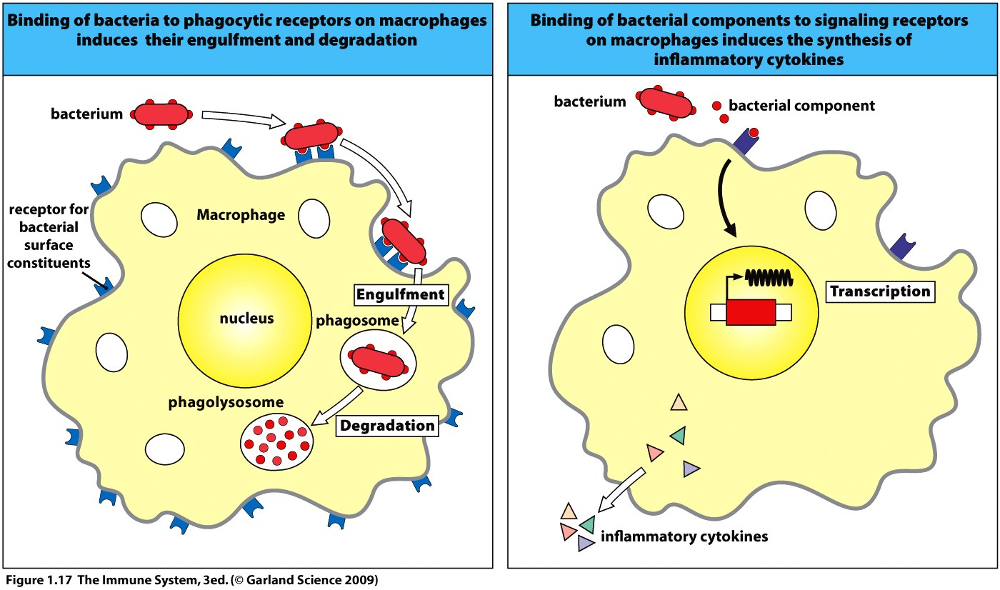 Binding of bacteria to phagocytic receptors on macrophages
induces their engulfment and degradation
bacterium
receptor for
bacterial
surface
constituents
Macrophage
nucleus
Engulfment
phagosome
phagolysosome
Degradation
Binding of bacterial components to signaling receptors
on macrophages induces the synthesis of
inflammatory cytokines
bacterium
bacterial component
Transcription
inflammatory cytokines
Figure 1.17 The Immune System, 3ed. (© Garland Science 2009)